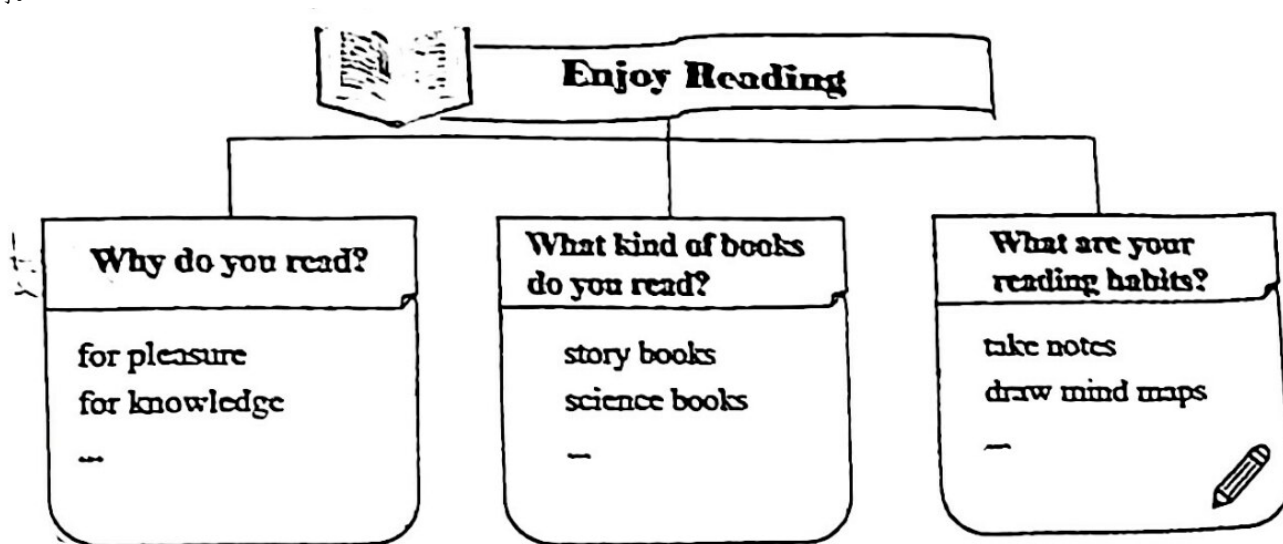 Enjoy Reading
Why do you read?
for pleasure
for knowledge
...
What kind of books
do you read?
story books
science books
...
What are your
reading habits?
take notes
draw mind maps
...